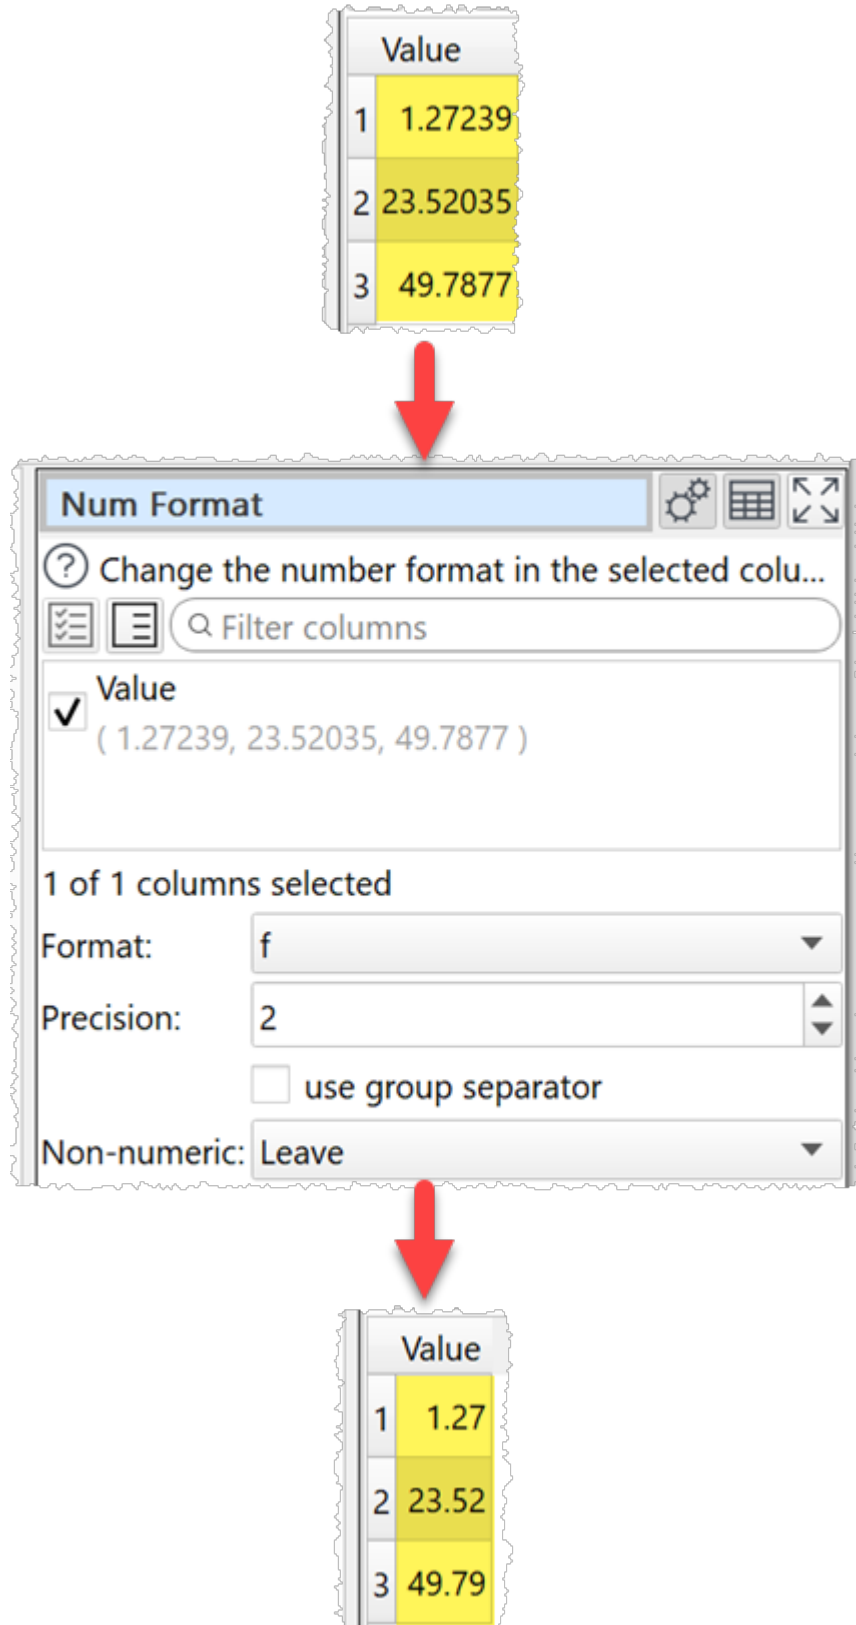 Value
1 1.27239
2 23.52035
3 49.7877
Num Format
? Change the number format in the selected colu...
Filter columns
Value
( 1.27239, 23.52035, 49.7877 )
1 of 1 columns selected
Format: f
Precision: 2
use group separator
Non-numeric: Leave
Value
1 1.27
2 23.52
3 49.79